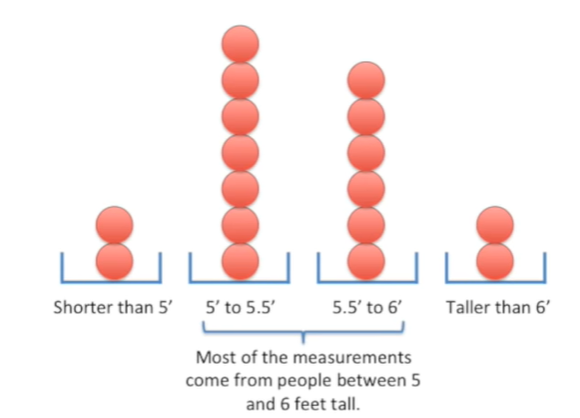 Shorter than 5′
5′ to 5.5′
5.5′ to 6′
Taller than 6′
Most of the measurements
come from people between 5
and 6 feet tall.